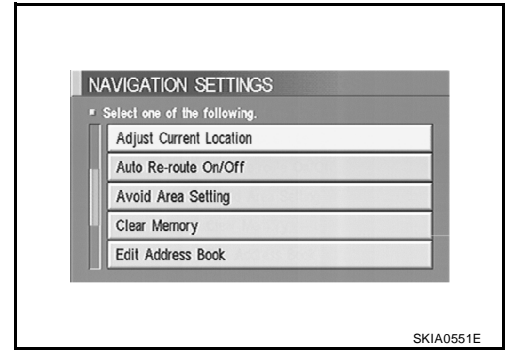 NAVIGATION SETTINGS
Select one of the following.
Adjust Current Location
Auto Re-route On/Off
Avoid Area Setting
Clear Memory
Edit Address Book
SKIA0551E